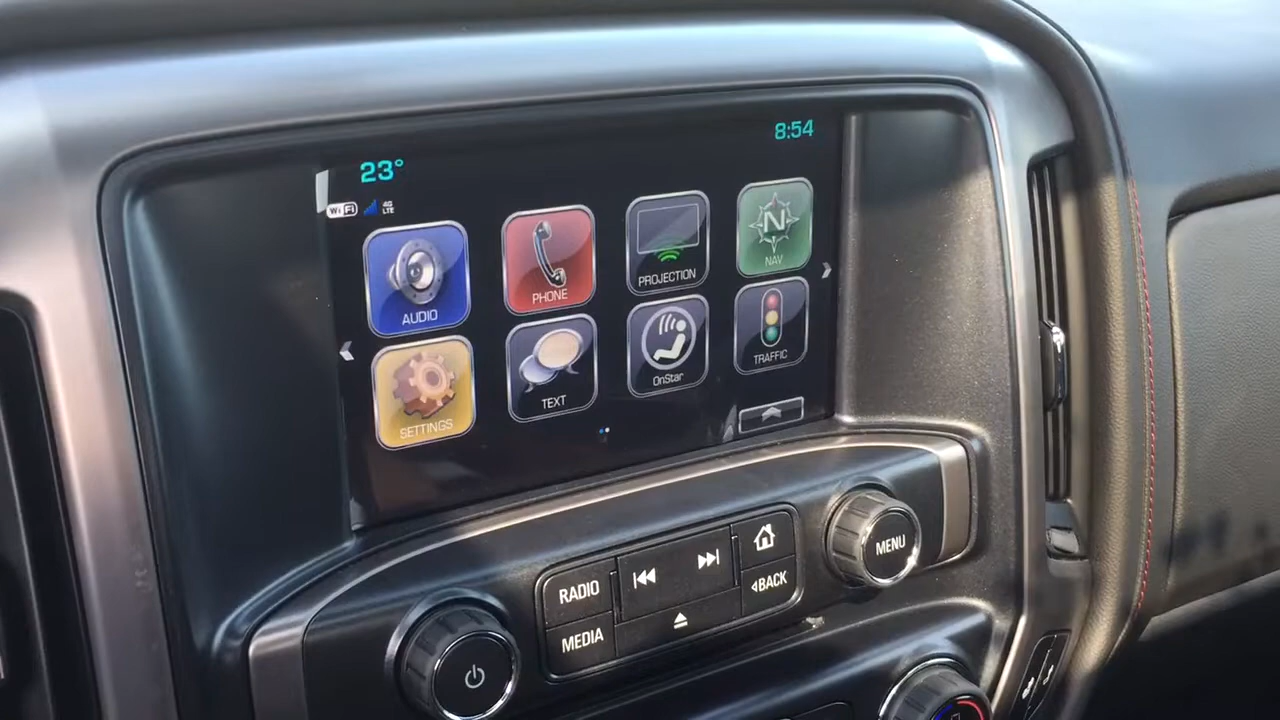 23°
8:54
WiFi
4G
LTE
AUDIO
PHONE
PROJECTION
N
NAV
SETTINGS
TEXT
OnStar
TRAFFIC
RADIO
MEDIA
BACK
MENU